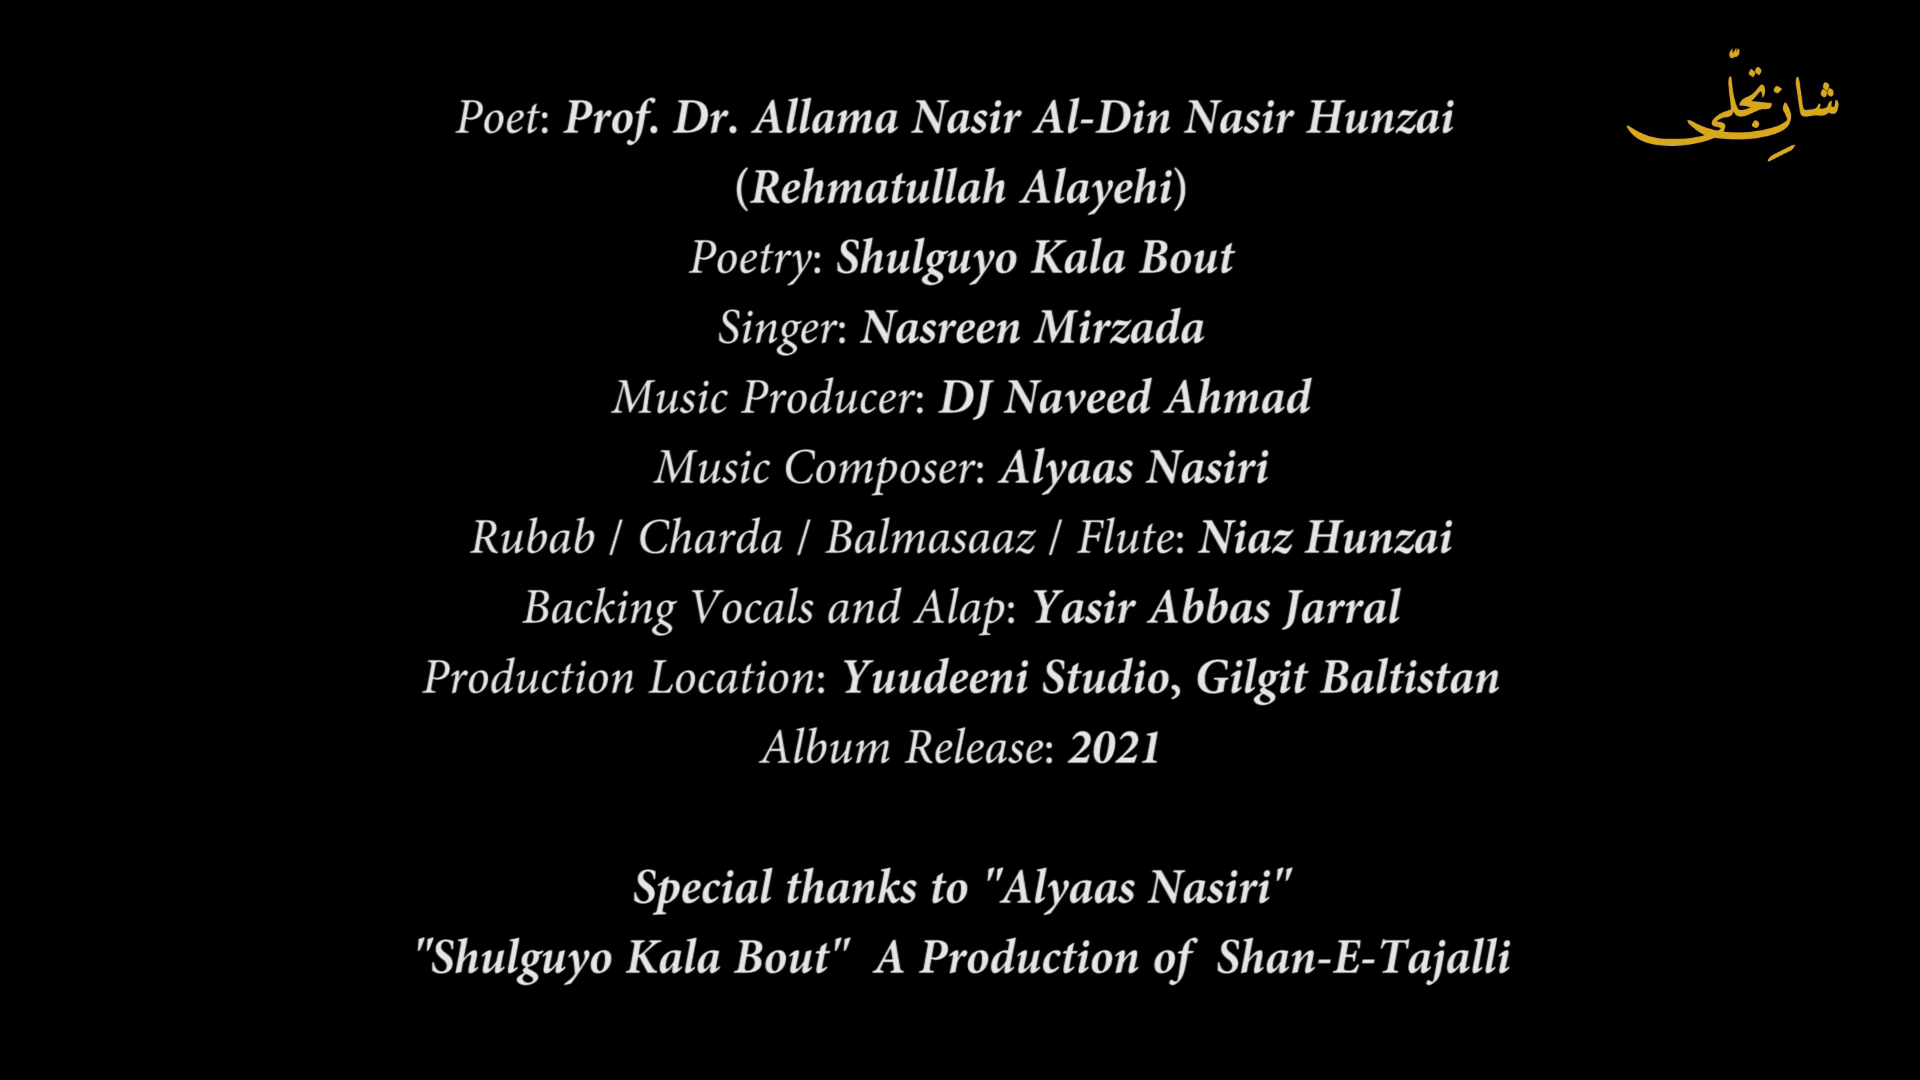 شانِ تجلّی
Poet: Prof. Dr. Allama Nasir Al-Din Nasir Hunzai
(Rehmatullah Alayehi)
Poetry: Shulguyo Kala Bout
Singer: Nasreen Mirzada
Music Producer: DJ Naveed Ahmad
Music Composer: Alyaas Nasiri
Rubab / Charda / Balmasaaz / Flute: Niaz Hunzai
Backing Vocals and Alap: Yasir Abbas Jarral
Production Location: Yuudeeni Studio, Gilgit Baltistan
Album Release: 2021
Special thanks to "Alyaas Nasiri"
"Shulguyo Kala Bout" A Production of Shan-E-Tajalli